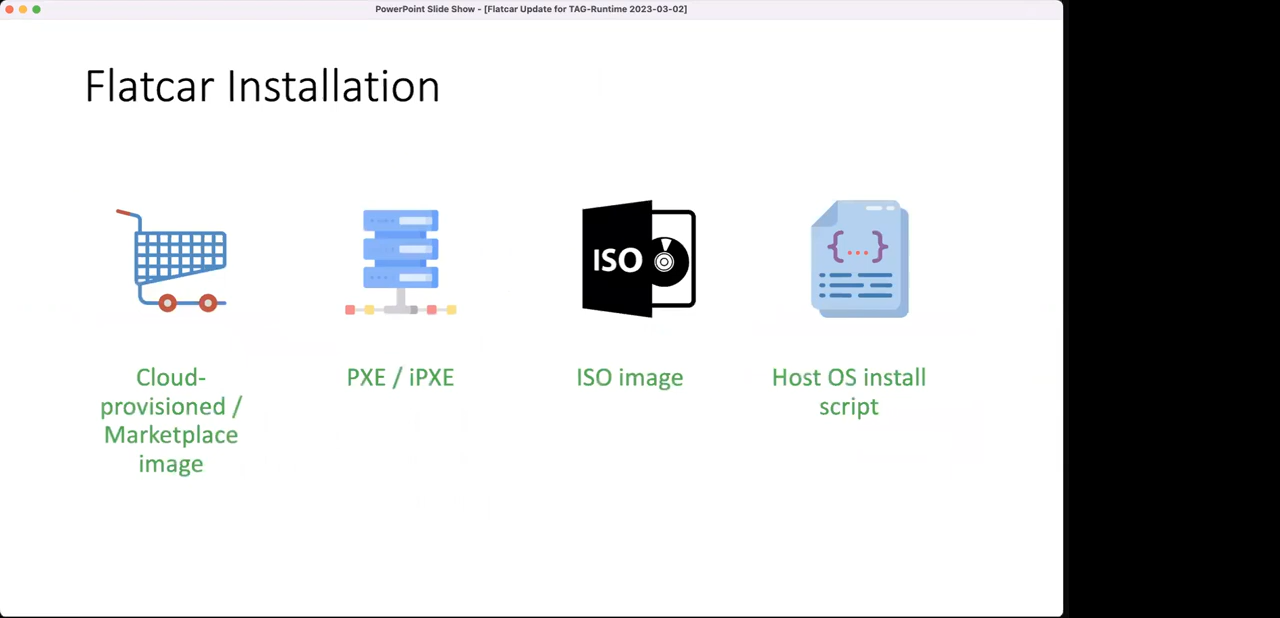 PowerPoint Slide Show - [Flatcar Update for TAG-Runtime 2023-03-02]
Flatcar Installation
ISO
{...}
Cloud-
provisioned /
Marketplace
image
PXE / iPXE
ISO image
Host OS install
script